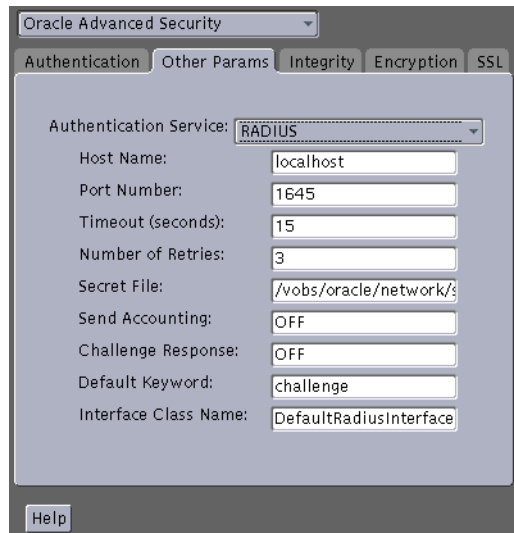 Oracle Advanced Security
Authentication Other Params Integrity Encryption SSL
Authentication Service: RADIUS
Host Name: localhost
Port Number: 1645
Timeout (seconds): 15
Number of Retries: 3
Secret File: /vobs/oracle/network/s
Send Accounting: OFF
Challenge Response: OFF
Default Keyword: challenge
Interface Class Name: DefaultRadiusInterface
Help